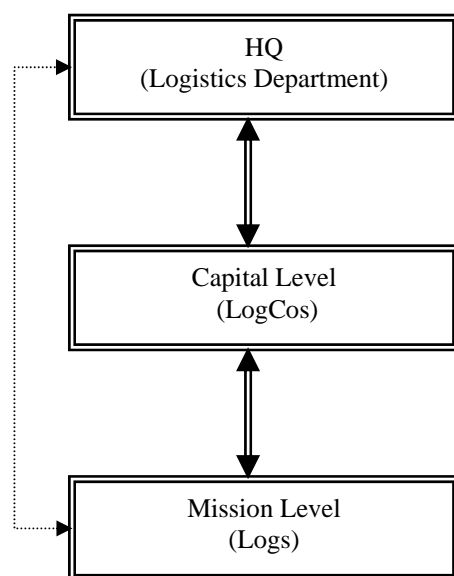 HQ
(Logistics Department)
Capital Level
(LogCos)
Mission Level
(Logs)